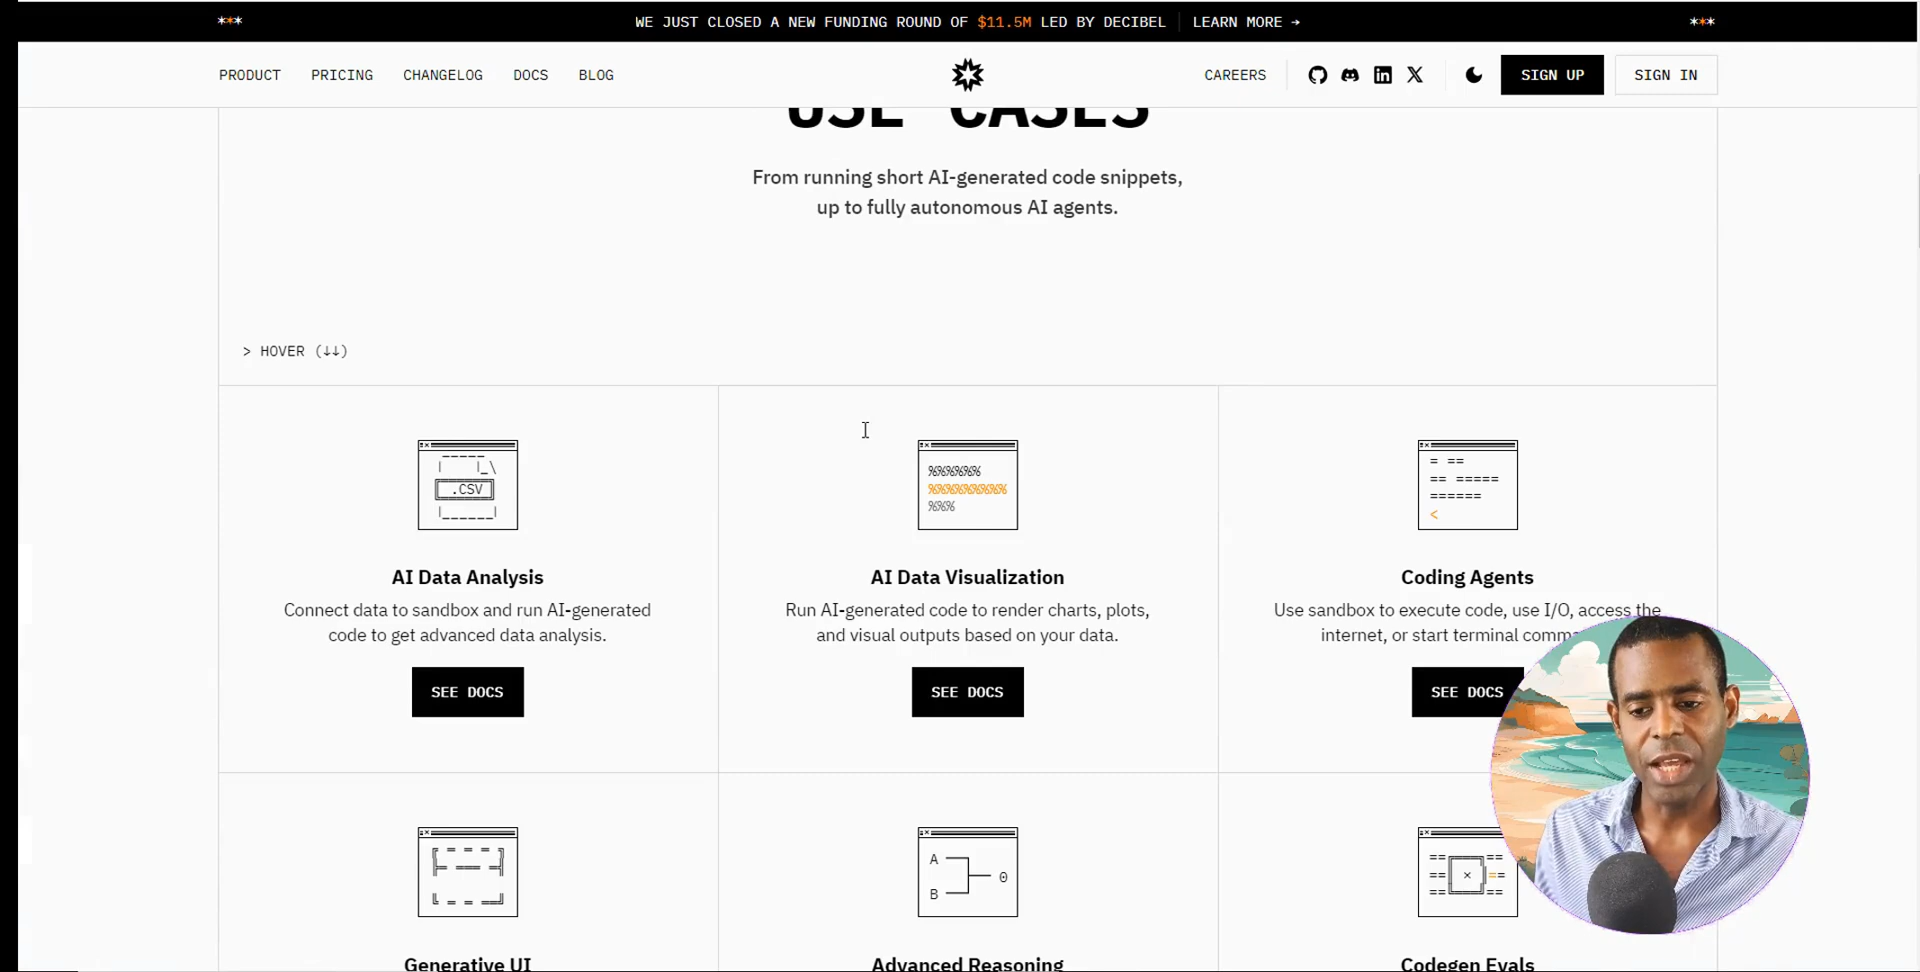 ***
WE JUST CLOSED A NEW FUNDING ROUND OF $11.5M LED BY DECIBEL
LEARN MORE →
***
PRODUCT
PRICING
CHANGELOG
DOCS
BLOG
CAREERS
SIGN UP
SIGN IN
USE CASES
From running short AI-generated code snippets,
up to fully autonomous AI agents.
> HOVER (↓↓)
.CSV
%%%%%%
%%%%%%%%%
%%%
= ==
== =====
======
<
AI Data Analysis
Connect data to sandbox and run AI-generated
code to get advanced data analysis.
SEE DOCS
AI Data Visualization
Run AI-generated code to render charts, plots,
and visual outputs based on your data.
SEE DOCS
Coding Agents
Use sandbox to execute code, use I/O, access the
internet, or start terminal
SEE DOCS
A
B
0
Generative UI
Advanced Reasoning
Codegen Evals